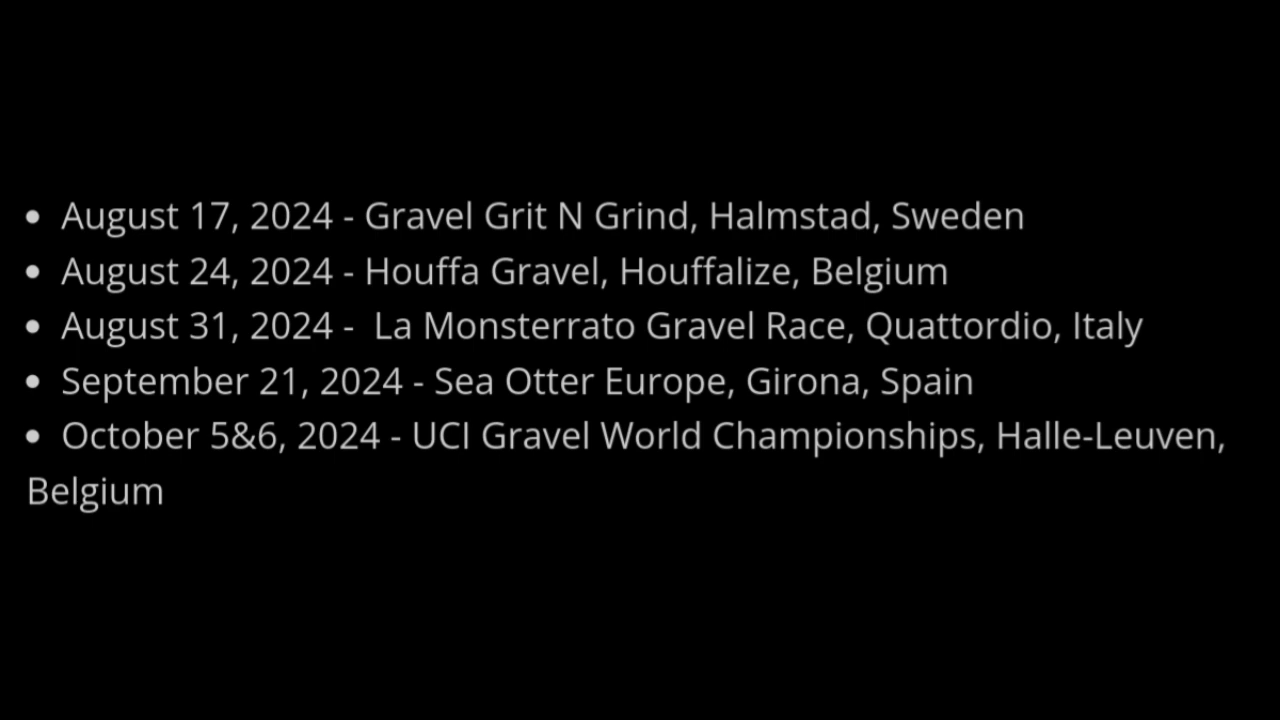 • August 17, 2024 - Gravel Grit N Grind, Halmstad, Sweden
• August 24, 2024 - Houffa Gravel, Houffalize, Belgium
• August 31, 2024 -  La Monsterrato Gravel Race, Quattordio, Italy
• September 21, 2024 - Sea Otter Europe, Girona, Spain
• October 5&6, 2024 - UCI Gravel World Championships, Halle-Leuven,
Belgium